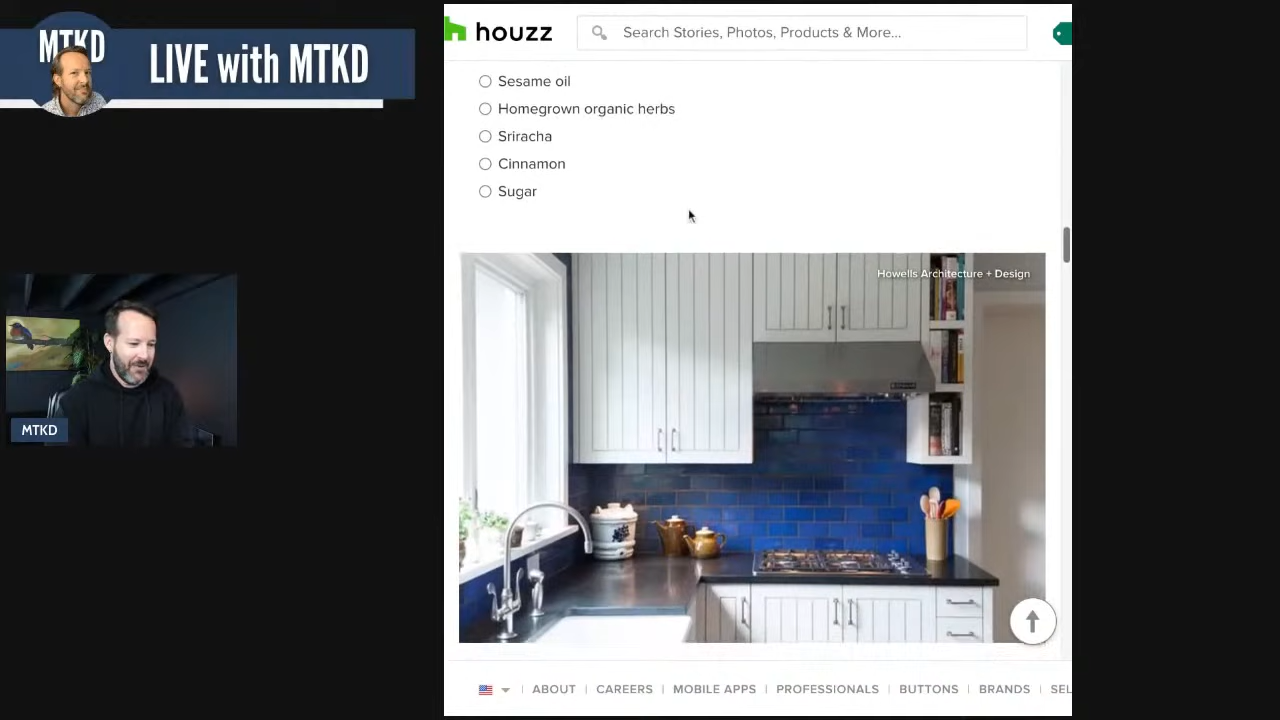 MTKD
LIVE with MTKD
houzz
Search Stories, Photos, Products & More...
Sesame oil
Homegrown organic herbs
Sriracha
Cinnamon
Sugar
Howells Architecture + Design
MTKD
ABOUT
CAREERS
MOBILE APPS
PROFESSIONALS
BUTTONS
BRANDS
SEL